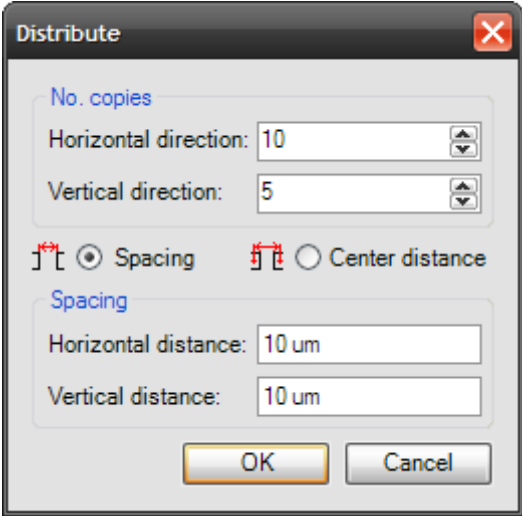 Distribute
No. copies
Horizontal direction: 10
Vertical direction: 5
Spacing Center distance
Spacing
Horizontal distance: 10 um
Vertical distance: 10 um
OK Cancel